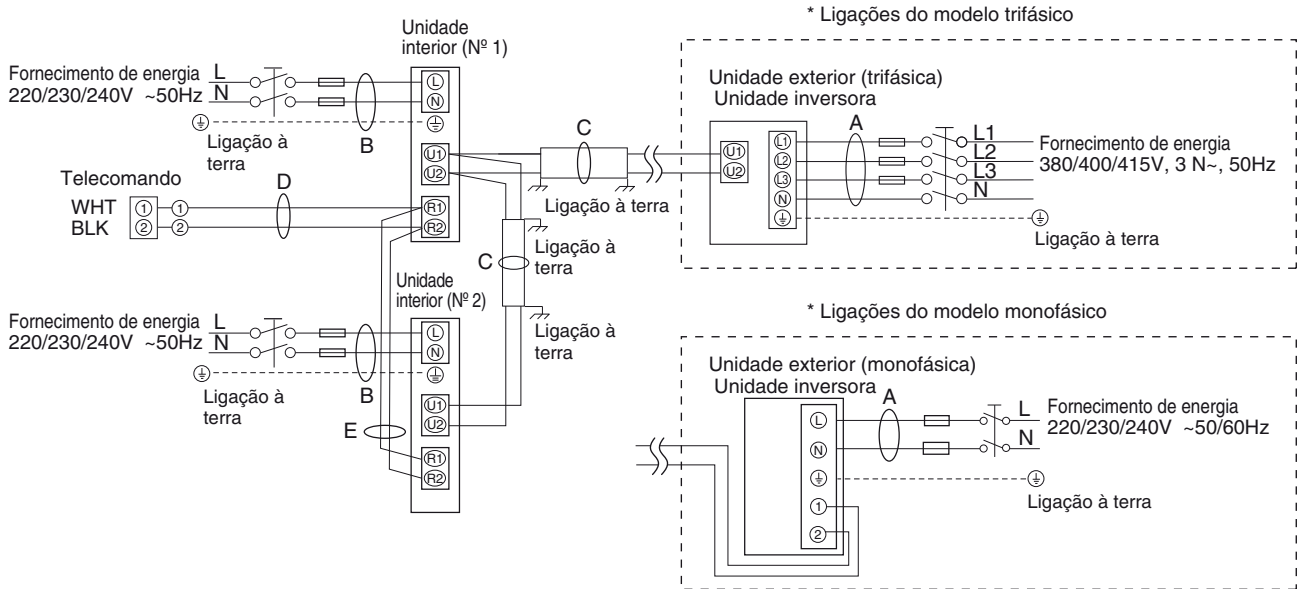 * Ligações do modelo trifásico
Unidade
interior (Nº 1)
Fornecimento de energia
220/230/240V ~50Hz
L
N
L
N
Ligação à
terra
B
U1
U2
R1
R2
Telecomando
WHT
BLK
1
2
1
2
D
C
Ligação à terra
C
Ligação à
terra
Ligação à
terra
Unidade exterior (trifásica)
Unidade inversora
U1
U2
L1
L2
L3
N
A
L1
L2
L3
N
Fornecimento de energia
380/400/415V, 3 N~, 50Hz
Ligação à terra
Unidade
interior (Nº 2)
Fornecimento de energia
220/230/240V ~50Hz
L
N
L
N
Ligação à
terra
B
U1
U2
E
R1
R2
* Ligações do modelo monofásico
Unidade exterior (monofásica)
Unidade inversora
L
N
1
2
A
L
N
Fornecimento de energia
220/230/240V ~50/60Hz
Ligação à terra